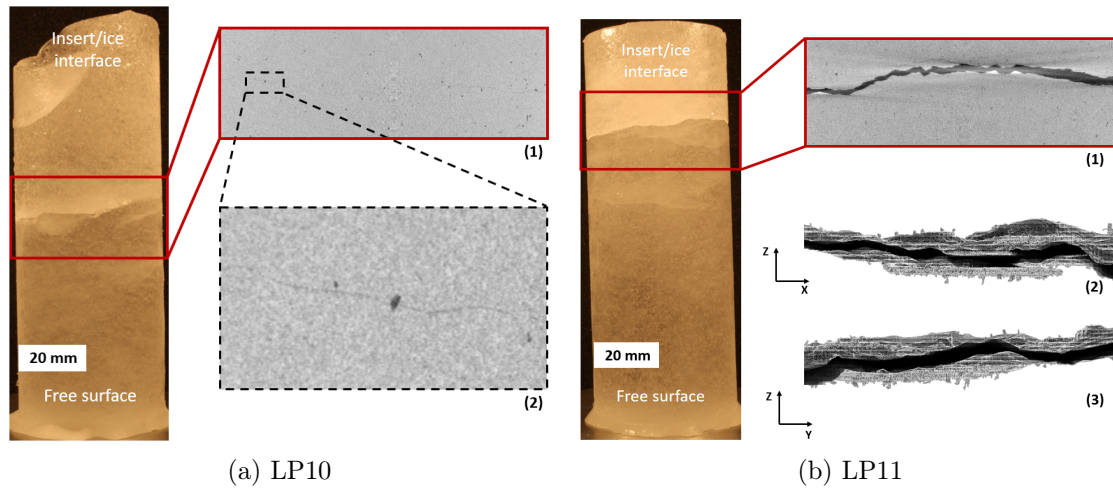 Insert/ice
interface
20 mm
Free surface
(1)
(2)
(a) LP10
Insert/ice
interface
20 mm
Free surface
(1)
Z
X
(2)
Z
Y
(3)
(b) LP11